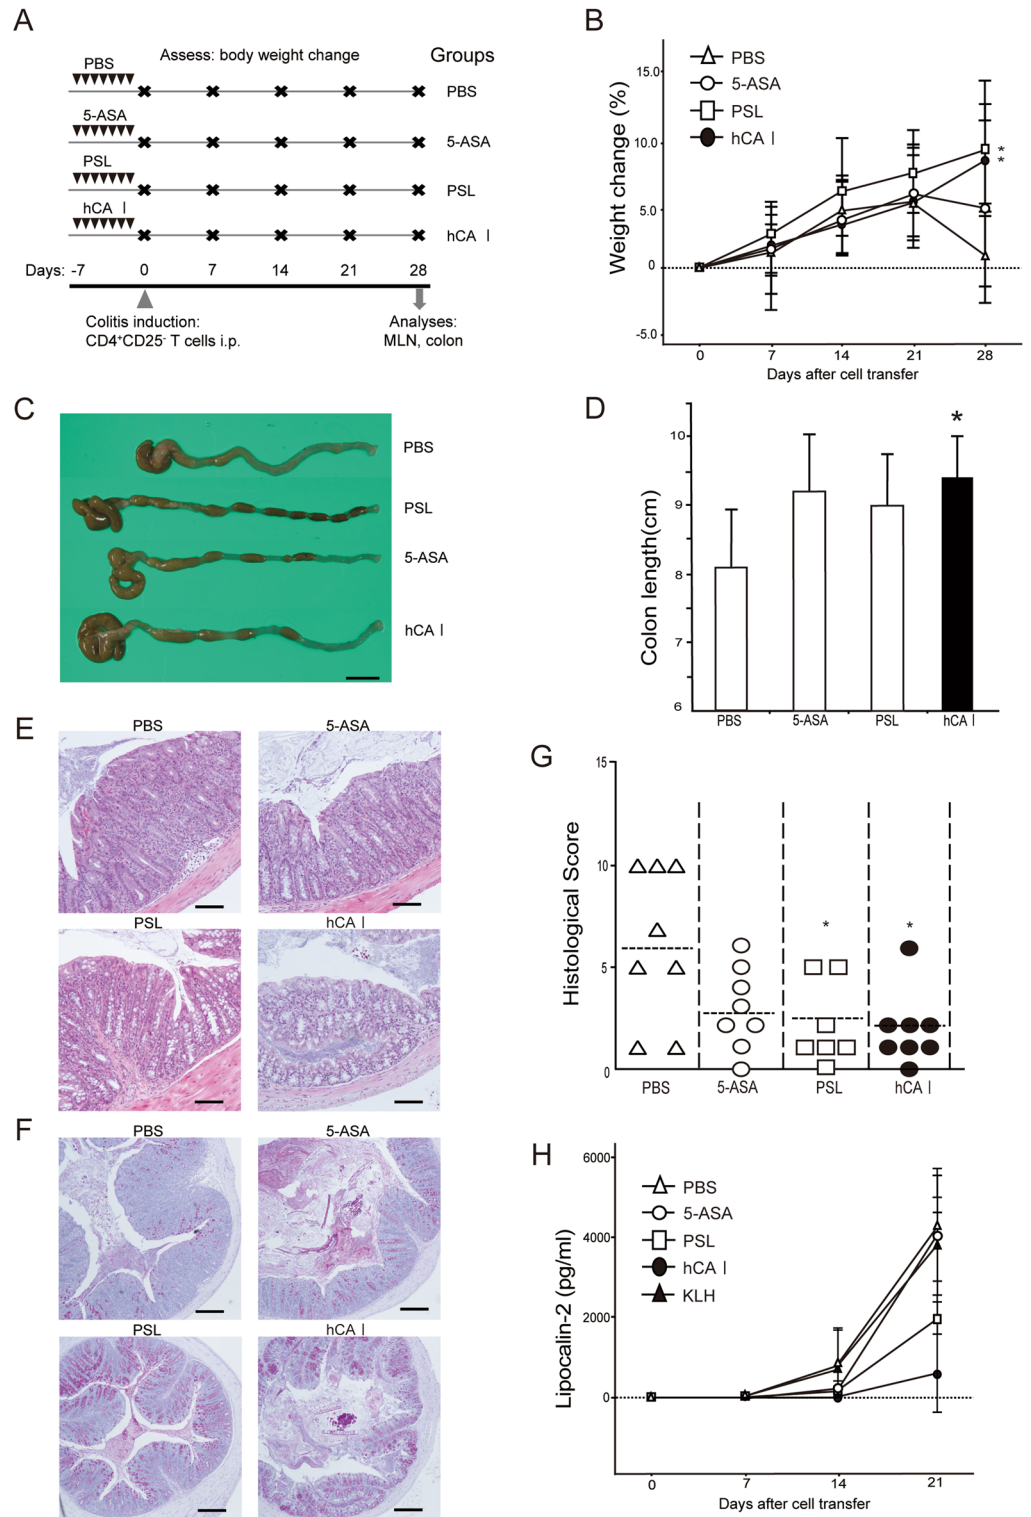 A
Assess: body weight change
Groups
PBS
PBS
5-ASA
5-ASA
PSL
PSL
hCA I
hCA I
Days: -7 0 7 14 21 28
Colitis induction:
CD4+CD25- T cells i.p.
Analyses:
MLN, colon
B
Weight change (%)
15.0
10.0
5.0
0
-5.0
PBS
5-ASA
PSL
hCA I
*
*
0 7 14 21 28
Days after cell transfer
C
PBS
PSL
5-ASA
hCA I
D
Colon length(cm)
10
9
8
7
6
*
PBS 5-ASA PSL hCA I
E
PBS 5-ASA
PSL hCA I
F
PBS 5-ASA
PSL hCA I
G
Histological Score
15
10
5
0
* *
PBS 5-ASA PSL hCA I
H
Lipocalin-2 (pg/ml)
6000
4000
2000
0
PBS
5-ASA
PSL
hCA I
KLH
0 7 14 21
Days after cell transfer